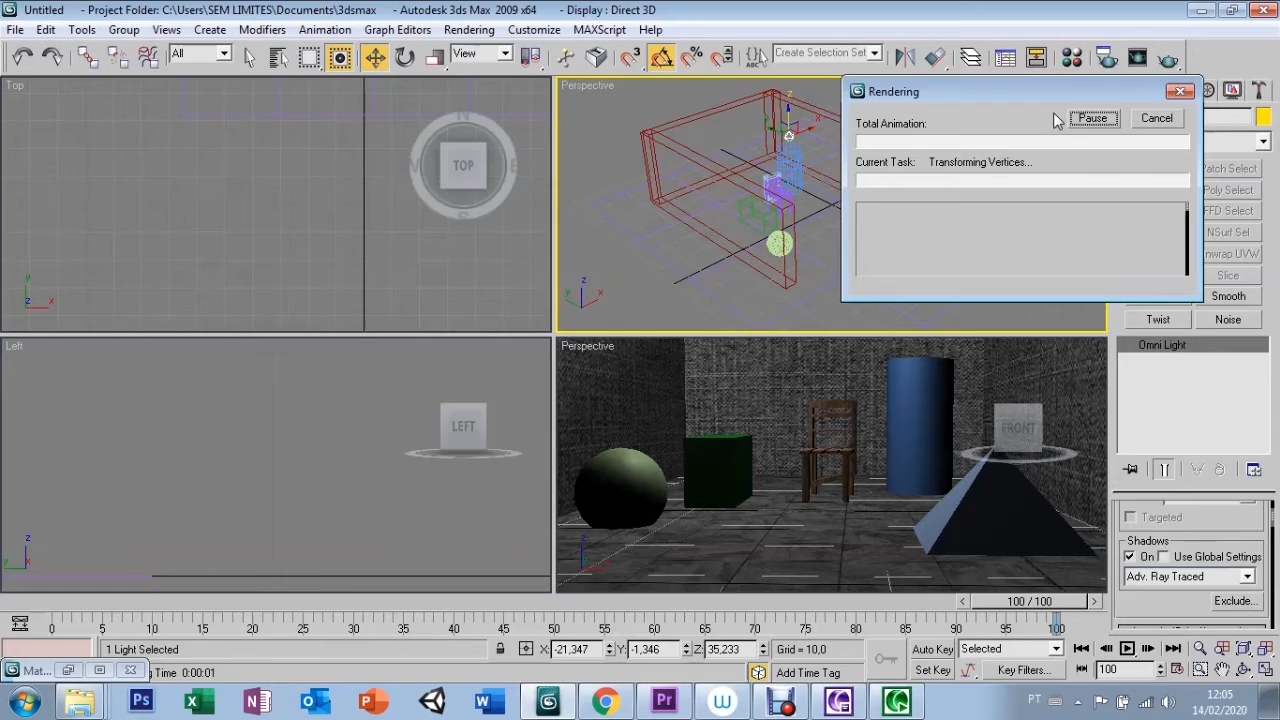 Untitled - Project Folder: C:\Users\SEM LIMITES\Documents\3dsmax - Autodesk 3ds Max 2009 x64 - Display : Direct 3D
File Edit Tools Group Views Create Modifiers Animation Graph Editors Rendering Customize MAXScript Help
All View 3 % Create Selection Set
Top
TOP
Perspective
Rendering
Total Animation:
Pause Cancel
Current Task: Transforming Vertices...
Patch Select
Poly Select
FFD Select
NSurf Sel
Unwrap UVW
Slice
Smooth
Twist Noise
Left
LEFT
Perspective
FRONT
Omni Light
Targeted
Shadows
On Use Global Settings
Adv. Ray Traced
Exclude...
100 / 100
0 5 10 15 20 25 30 35 40 45 50 55 60 65 70 75 80 85 90 95 100
1 Light Selected X: -21,347 Y: -1,346 Z: 35,233 Grid = 10,0 Auto Key Selected
Mat... Time: 0:00:01 Add Time Tag Set Key Key Filters... 100
PT 12:05
14/02/2020